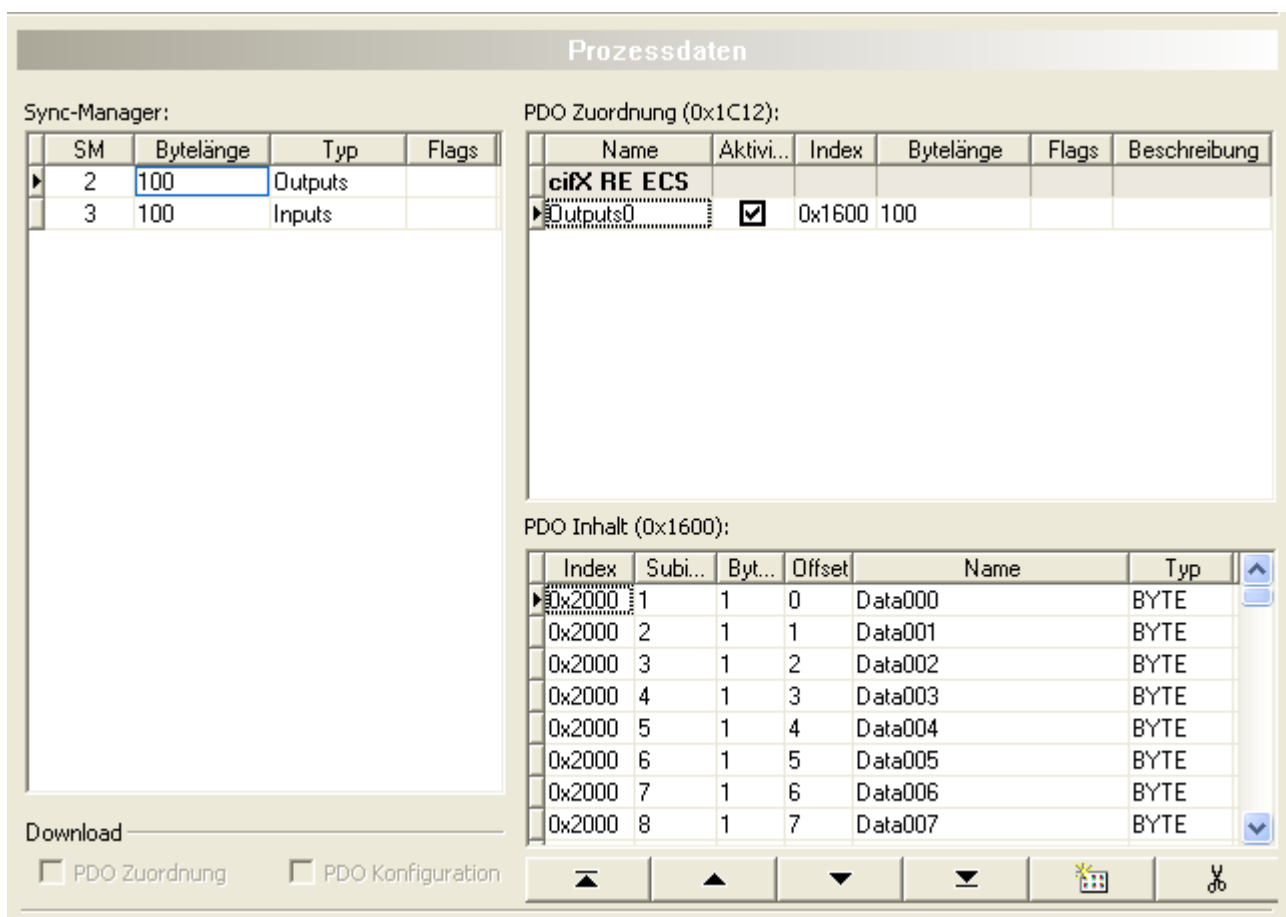 Prozessdaten
Sync-Manager:
SM Bytelänge Typ Flags
2 100 Outputs
3 100 Inputs
PDO Zuordnung (0x1C12):
Name Aktivi... Index Bytelänge Flags Beschreibung
cifX RE ECS
Outputs0 0x1600 100
PDO Inhalt (0x1600):
Index Subi... Byt... Offset Name Typ
0x2000 1 1 0 Data000 BYTE
0x2000 2 1 1 Data001 BYTE
0x2000 3 1 2 Data002 BYTE
0x2000 4 1 3 Data003 BYTE
0x2000 5 1 4 Data004 BYTE
0x2000 6 1 5 Data005 BYTE
0x2000 7 1 6 Data006 BYTE
0x2000 8 1 7 Data007 BYTE
Download
PDO Zuordnung PDO Konfiguration